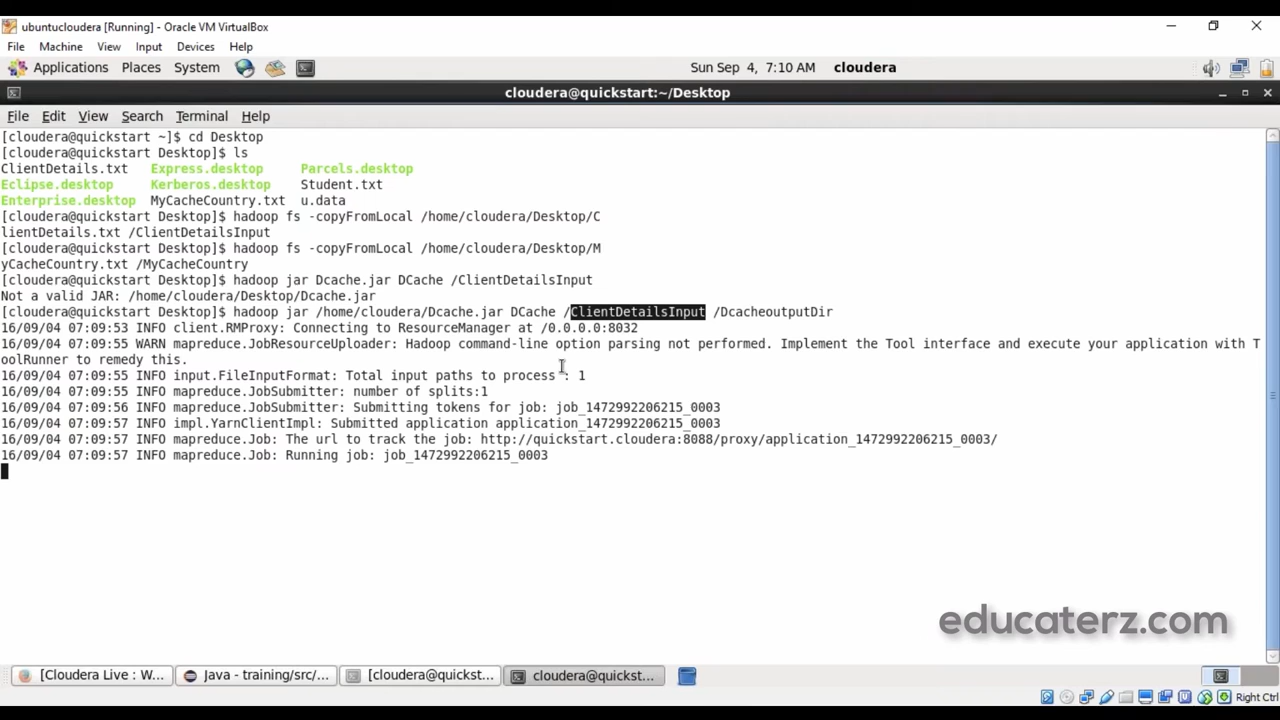 ubuntucloudera [Running] - Oracle VM VirtualBox
File Machine View Input Devices Help
Applications Places System Sun Sep 4, 7:10 AM cloudera
cloudera@quickstart:~/Desktop
File Edit View Search Terminal Help
[cloudera@quickstart ~]$ cd Desktop
[cloudera@quickstart Desktop]$ ls
ClientDetails.txt Express.desktop Parcels.desktop
Eclipse.desktop Kerberos.desktop Student.txt
Enterprise.desktop MyCacheCountry.txt u.data
[cloudera@quickstart Desktop]$ hadoop fs -copyFromLocal /home/cloudera/Desktop/C
lientDetails.txt /ClientDetailsInput
[cloudera@quickstart Desktop]$ hadoop fs -copyFromLocal /home/cloudera/Desktop/M
yCacheCountry.txt /MyCacheCountry
[cloudera@quickstart Desktop]$ hadoop jar Dcache.jar DCache /ClientDetailsInput
Not a valid JAR: /home/cloudera/Desktop/Dcache.jar
[cloudera@quickstart Desktop]$ hadoop jar /home/cloudera/Dcache.jar DCache /ClientDetailsInput /DcacheoutputDir
16/09/04 07:09:53 INFO client.RMProxy: Connecting to ResourceManager at /0.0.0.0:8032
16/09/04 07:09:55 WARN mapreduce.JobResourceUploader: Hadoop command-line option parsing not performed. Implement the Tool interface and execute your application with T
oolRunner to remedy this.
16/09/04 07:09:55 INFO input.FileInputFormat: Total input paths to process : 1
16/09/04 07:09:55 INFO mapreduce.JobSubmitter: number of splits:1
16/09/04 07:09:56 INFO mapreduce.JobSubmitter: Submitting tokens for job: job_1472992206215_0003
16/09/04 07:09:57 INFO impl.YarnClientImpl: Submitted application application_1472992206215_0003
16/09/04 07:09:57 INFO mapreduce.Job: The url to track the job: http://quickstart.cloudera:8088/proxy/application_1472992206215_0003/
16/09/04 07:09:57 INFO mapreduce.Job: Running job: job_1472992206215_0003
educaterz.com
[Cloudera Live : W... Java - training/src/... [cloudera@quickst... cloudera@quickst...
Right Ctrl